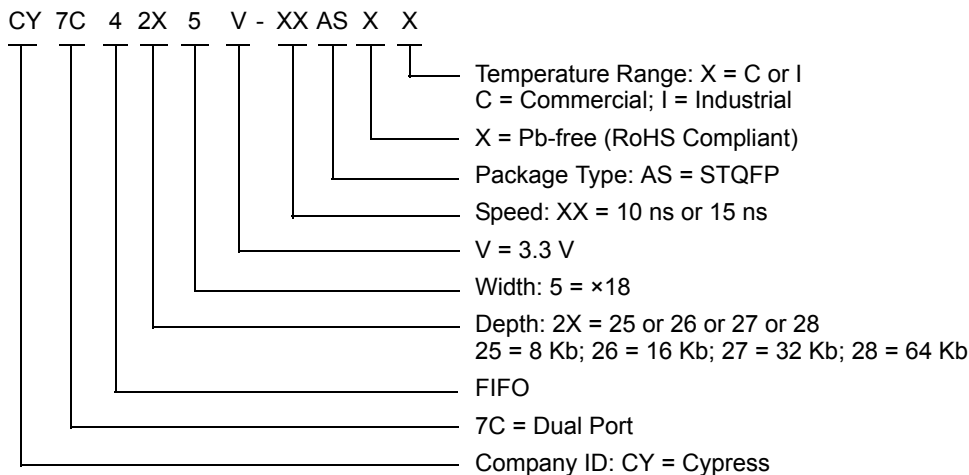 CY 7C 4 2X 5 V - XX AS X X
Temperature Range: X = C or I
C = Commercial; I = Industrial
X = Pb-free (RoHS Compliant)
Package Type: AS = STQFP
Speed: XX = 10 ns or 15 ns
V = 3.3 V
Width: 5 = ×18
Depth: 2X = 25 or 26 or 27 or 28
25 = 8 Kb; 26 = 16 Kb; 27 = 32 Kb; 28 = 64 Kb
FIFO
7C = Dual Port
Company ID: CY = Cypress